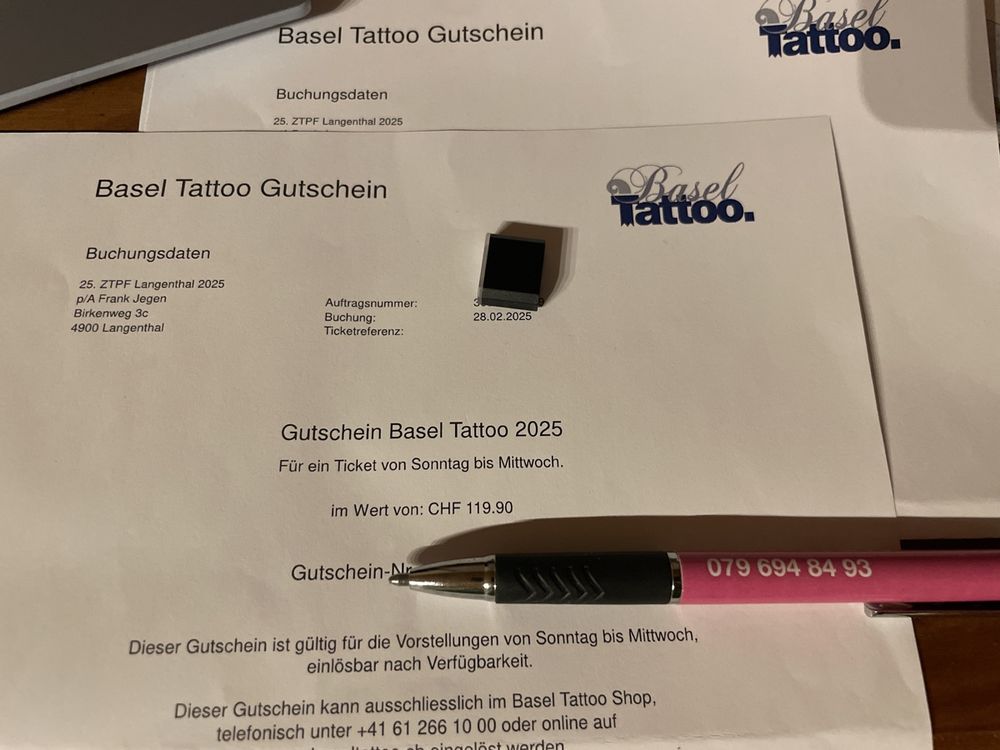 Basel Tattoo Gutschein
Basel
Tattoo.
Buchungsdaten
25. ZTPF Langenthal 2025
Basel Tattoo Gutschein
Basel
Tattoo.
Buchungsdaten
25. ZTPF Langenthal 2025
p/A Frank Jegen
Birkenweg 3c
4900 Langenthal
Auftragsnummer:
Buchung: 28.02.2025
Ticketreferenz:
Gutschein Basel Tattoo 2025
Für ein Ticket von Sonntag bis Mittwoch.
im Wert von: CHF 119.90
Gutschein-Nr
079 694 84 93
Dieser Gutschein ist gültig für die Vorstellungen von Sonntag bis Mittwoch,
einlösbar nach Verfügbarkeit.
Dieser Gutschein kann ausschliesslich im Basel Tattoo Shop,
telefonisch unter +41 61 266 10 00 oder online auf
eingelöst werden